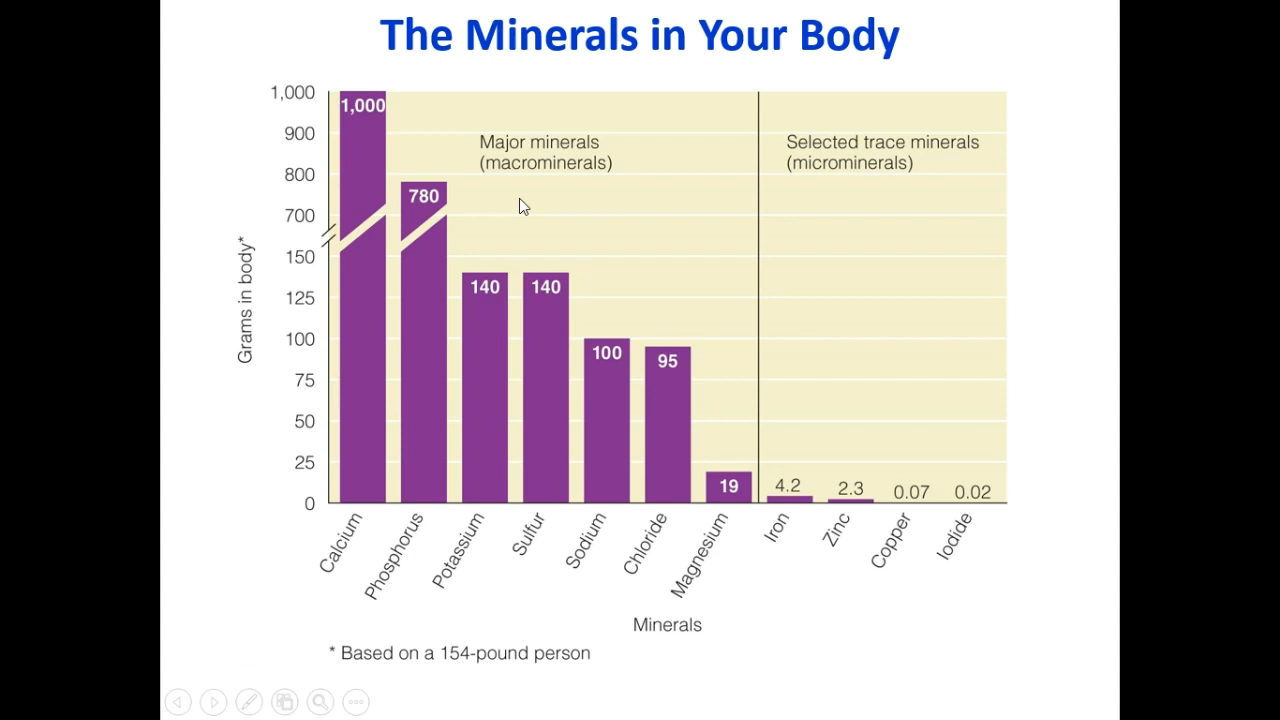 The Minerals in Your Body
1,000
900
800
700
150
125
100
75
50
25
0
Grams in body*
Major minerals
(macrominerals)
Selected trace minerals
(microminerals)
1,000
780
140
140
100
95
19
4.2
2.3
0.07
0.02
Calcium
Phosphorus
Potassium
Sulfur
Sodium
Chloride
Magnesium
Iron
Zinc
Copper
Iodide
Minerals
* Based on a 154-pound person